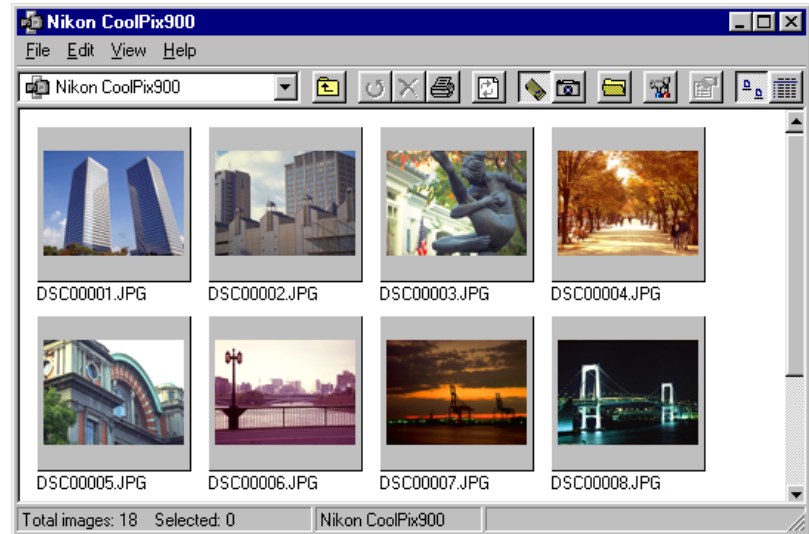 Nikon CoolPix900
File Edit View Help
Nikon CoolPix900
DSC00001.JPG DSC00002.JPG DSC00003.JPG DSC00004.JPG
DSC00005.JPG DSC00006.JPG DSC00007.JPG DSC00008.JPG
Total images: 18 Selected: 0 Nikon CoolPix900